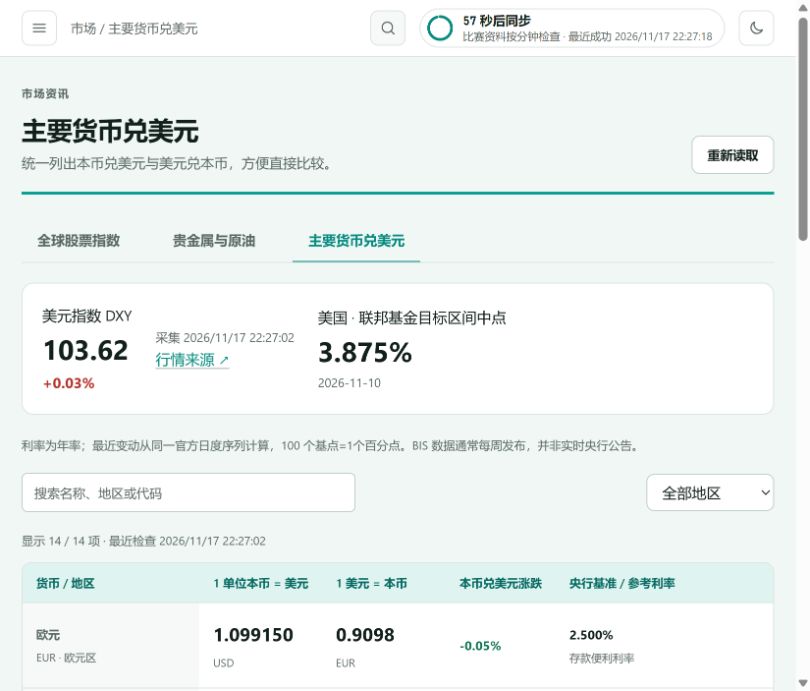 市场 / 主要货币兑美元
57 秒后同步
比赛资料按分钟检查 · 最近成功 2026/11/17 22:27:18
市场资讯
主要货币兑美元
统一列出本币兑美元与美元兑本币，方便直接比较。
重新读取
全球股票指数
贵金属与原油
主要货币兑美元
美元指数 DXY
103.62
+0.03%
采集 2026/11/17 22:27:02
行情来源 ↗
美国 · 联邦基金目标区间中点
3.875%
2026-11-10
利率为年率；最近变动从同一官方日度序列计算，100 个基点=1个百分点。BIS 数据通常每周发布，并非实时央行公告。
搜索名称、地区或代码
全部地区
显示 14 / 14 项 · 最近检查 2026/11/17 22:27:02
货币 / 地区 1 单位本币 = 美元 1 美元 = 本币 本币兑美元涨跌 央行基准 / 参考利率
欧元 1.099150 0.9098 -0.05% 2.500%
EUR · 欧元区 USD EUR 存款便利利率